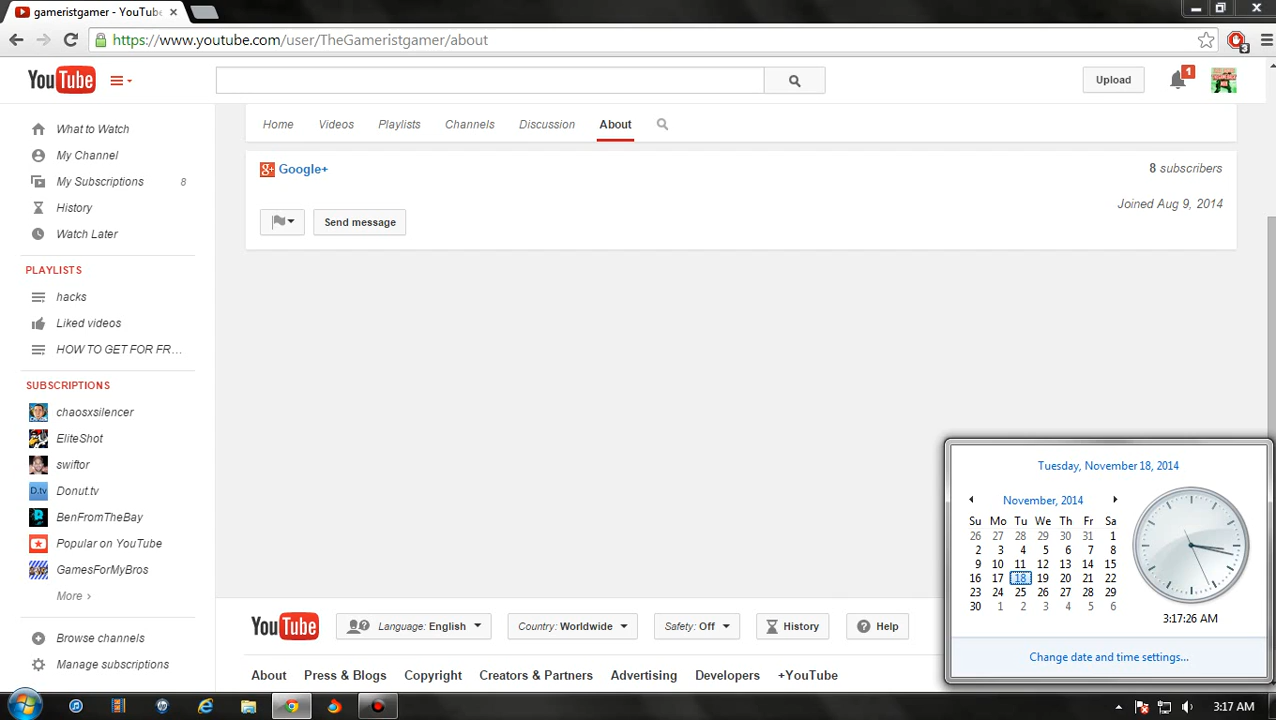 gameristgamer - YouTube
https://www.youtube.com/user/TheGameristgamer/about
3
YouTube
Upload
1
What to Watch
My Channel
My Subscriptions 8
History
Watch Later
PLAYLISTS
hacks
Liked videos
HOW TO GET FOR FR...
SUBSCRIPTIONS
chaosxsilencer
EliteShot
swiftor
D.tv Donut.tv
BenFromTheBay
Popular on YouTube
GamesForMyBros
More ›
Browse channels
Manage subscriptions
Home Videos Playlists Channels Discussion About
g+ Google+ 8 subscribers
Joined Aug 9, 2014
Send message
YouTube Language: English Country: Worldwide Safety: Off History Help
About Press & Blogs Copyright Creators & Partners Advertising Developers +YouTube
Tuesday, November 18, 2014
November, 2014
Su Mo Tu We Th Fr Sa
26 27 28 29 30 31 1
2 3 4 5 6 7 8
9 10 11 12 13 14 15
16 17 18 19 20 21 22
23 24 25 26 27 28 29
30 1 2 3 4 5 6
3:17:26 AM
Change date and time settings...
3:17 AM